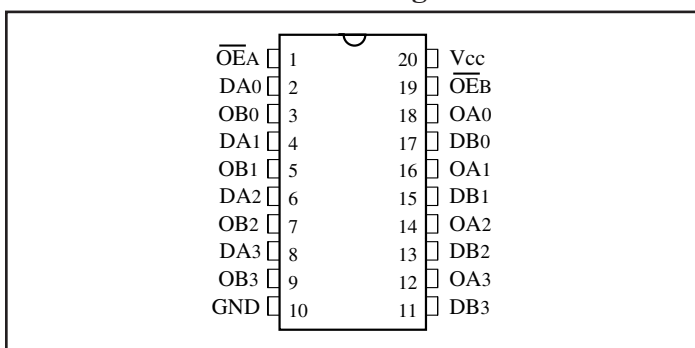 O̅E̅A 1 20 Vcc
DA0 2 19 O̅E̅B
OB0 3 18 OA0
DA1 4 17 DB0
OB1 5 16 OA1
DA2 6 15 DB1
OB2 7 14 OA2
DA3 8 13 DB2
OB3 9 12 OA3
GND 10 11 DB3